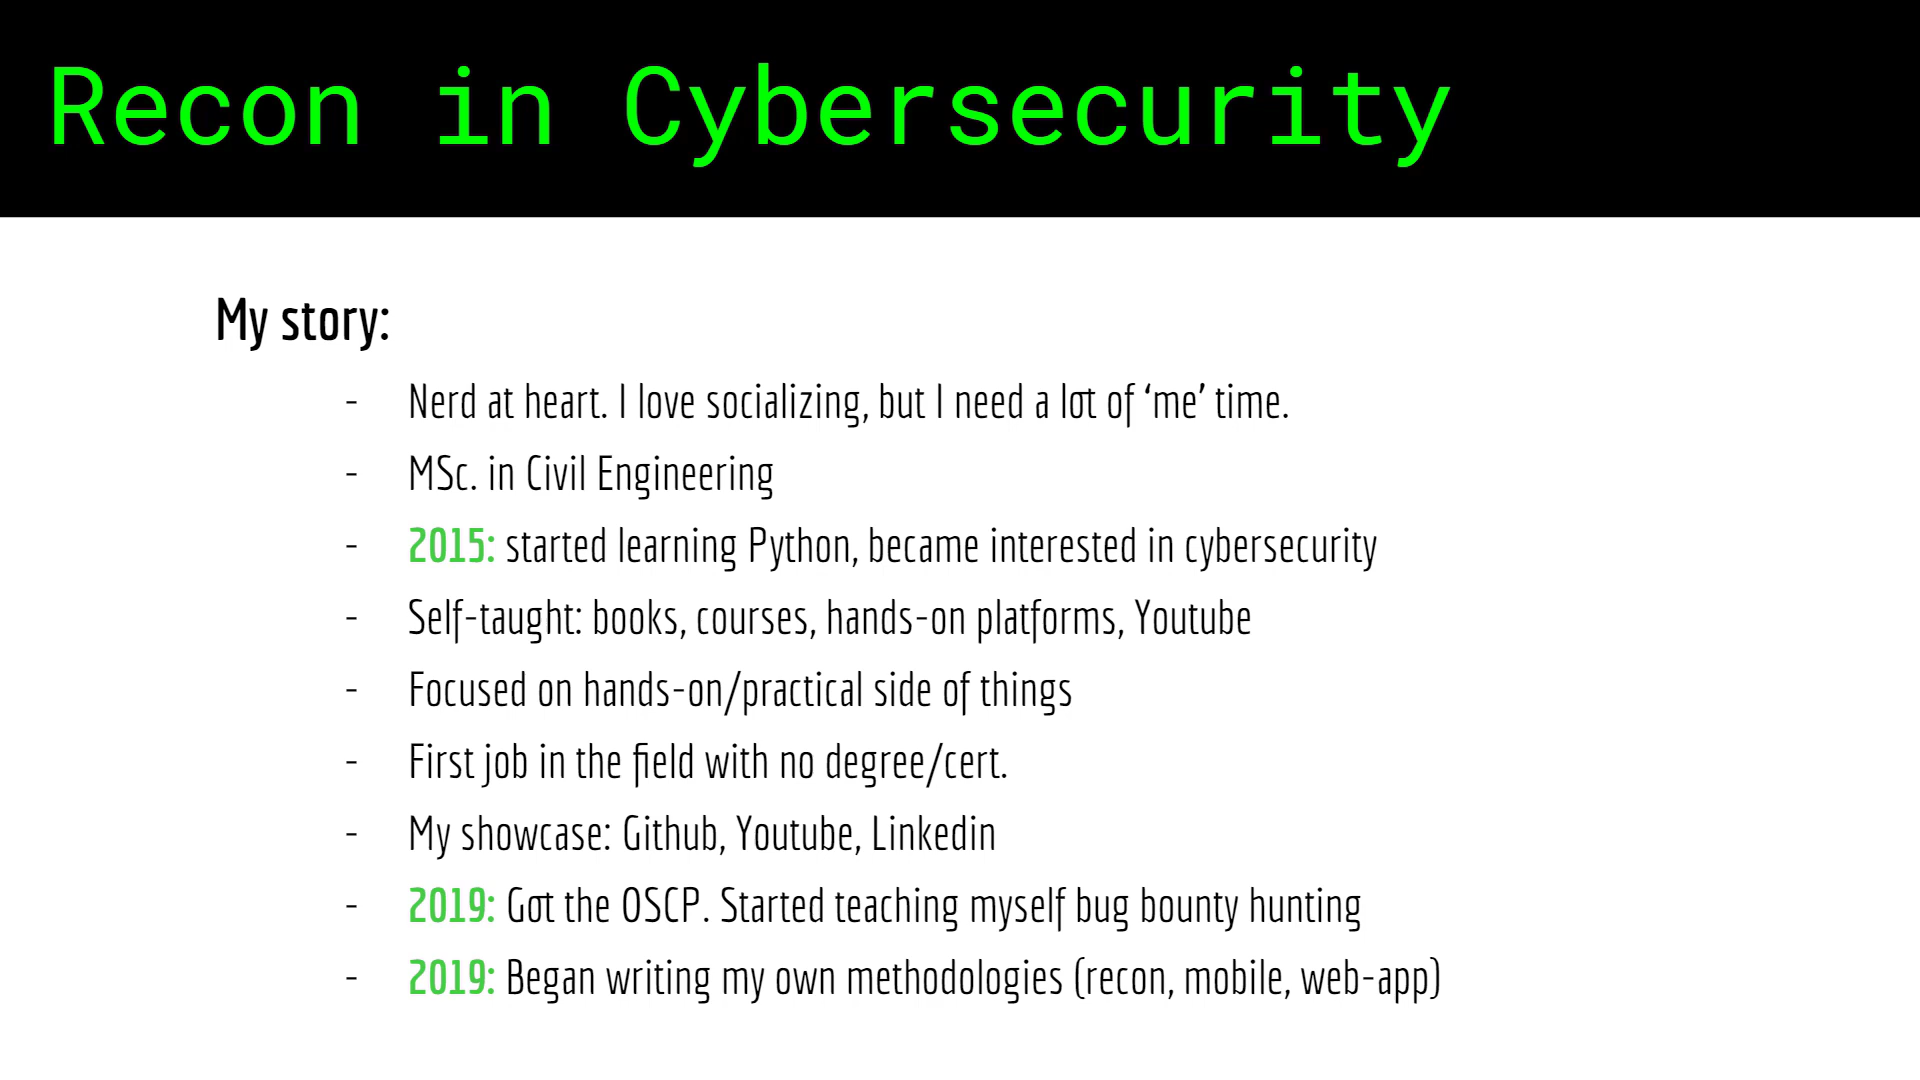 Recon in Cybersecurity
My story:
- Nerd at heart. I love socializing, but I need a lot of ‘me’ time.
- MSc. in Civil Engineering
- 2015: started learning Python, became interested in cybersecurity
- Self-taught: books, courses, hands-on platforms, Youtube
- Focused on hands-on/practical side of things
- First job in the field with no degree/cert.
- My showcase: Github, Youtube, Linkedin
- 2019: Got the OSCP. Started teaching myself bug bounty hunting
- 2019: Began writing my own methodologies (recon, mobile, web-app)